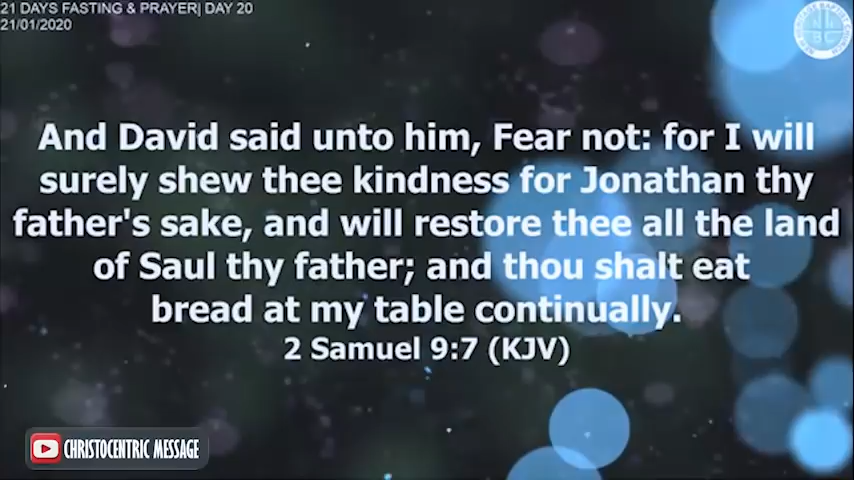 21 DAYS FASTING & PRAYER| DAY 20
21/01/2020
And David said unto him, Fear not: for I will
surely shew thee kindness for Jonathan thy
father's sake, and will restore thee all the land
of Saul thy father; and thou shalt eat
bread at my table continually.
2 Samuel 9:7 (KJV)
CHRISTOCENTRIC MESSAGE